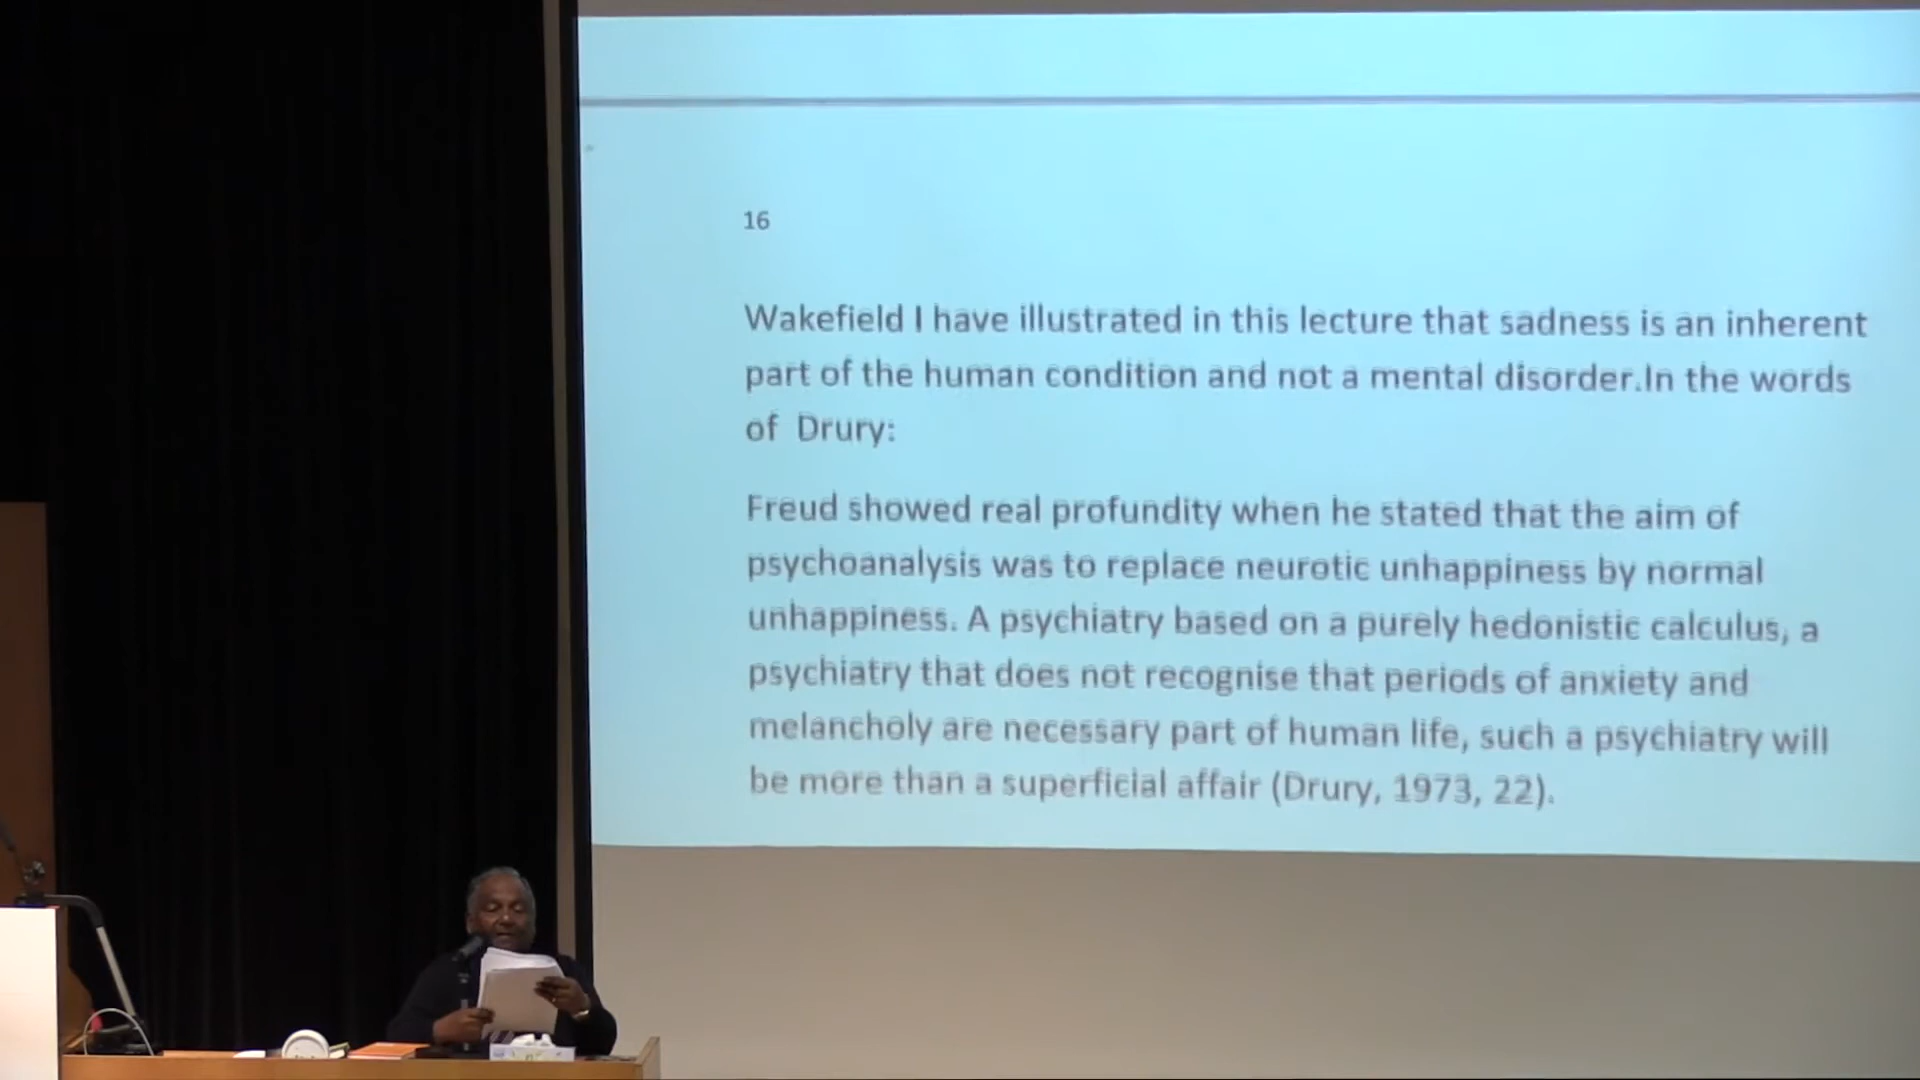 16
Wakefield I have illustrated in this lecture that sadness is an inherent
part of the human condition and not a mental disorder.In the words
of Drury:
Freud showed real profundity when he stated that the aim of
psychoanalysis was to replace neurotic unhappiness by normal
unhappiness. A psychiatry based on a purely hedonistic calculus, a
psychiatry that does not recognise that periods of anxiety and
melancholy are necessary part of human life, such a psychiatry will
be more than a superficial affair (Drury, 1973, 22).